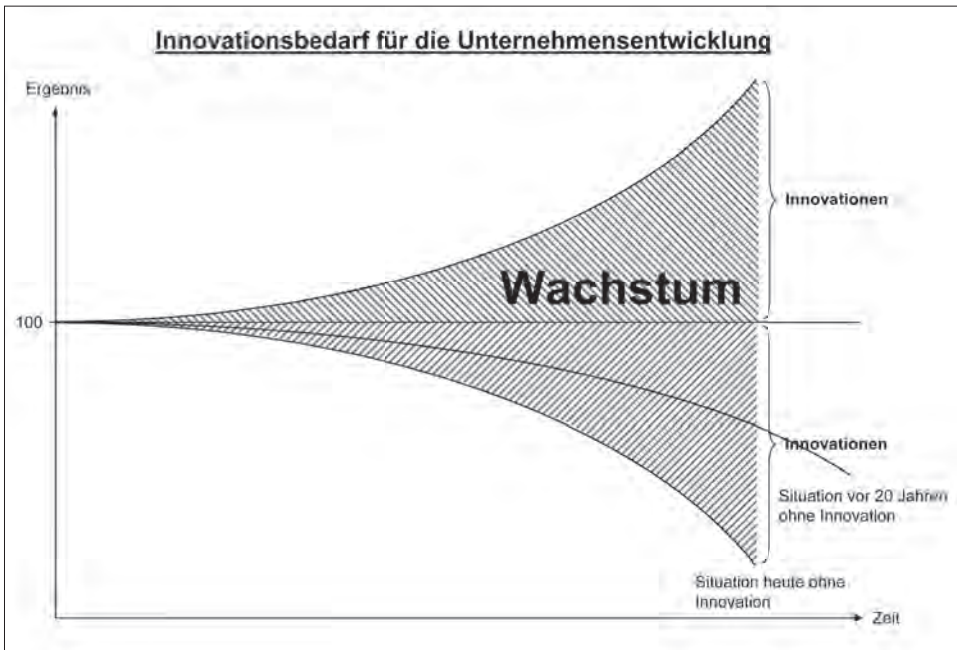 Innovationsbedarf für die Unternehmensentwicklung
Ergebnis
Innovationen
Wachstum
100
Innovationen
Situation vor 20 Jahren
ohne Innovation
Situation heute ohne
Innovation
Zeit